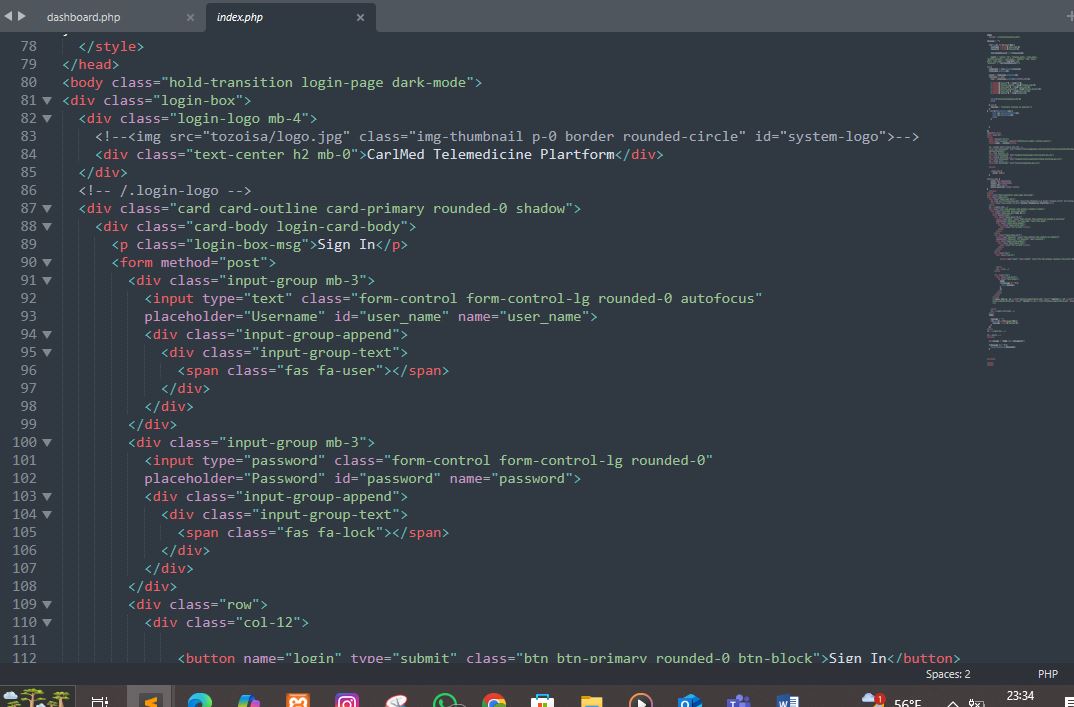 dashboard.php × index.php ×
78 </style>
79 </head>
80 <body class="hold-transition login-page dark-mode">
81 <div class="login-box">
82 <div class="login-logo mb-4">
83 <!--<img src="tozoisa/logo.jpg" class="img-thumbnail p-0 border rounded-circle" id="system-logo">-->
84 <div class="text-center h2 mb-0">CarlMed Telemedicine Plartform</div>
85 </div>
86 <!-- /.login-logo -->
87 <div class="card card-outline card-primary rounded-0 shadow">
88 <div class="card-body login-card-body">
89 <p class="login-box-msg">Sign In</p>
90 <form method="post">
91 <div class="input-group mb-3">
92 <input type="text" class="form-control form-control-lg rounded-0 autofocus"
93 placeholder="Username" id="user_name" name="user_name">
94 <div class="input-group-append">
95 <div class="input-group-text">
96 <span class="fas fa-user"></span>
97 </div>
98 </div>
99 </div>
100 <div class="input-group mb-3">
101 <input type="password" class="form-control form-control-lg rounded-0"
102 placeholder="Password" id="password" name="password">
103 <div class="input-group-append">
104 <div class="input-group-text">
105 <span class="fas fa-lock"></span>
106 </div>
107 </div>
108 </div>
109 <div class="row">
110 <div class="col-12">
111
112 <button name="login" type="submit" class="btn btn-primary rounded-0 btn-block">Sign In</button>
Spaces: 2 PHP
1 56°F 23:34